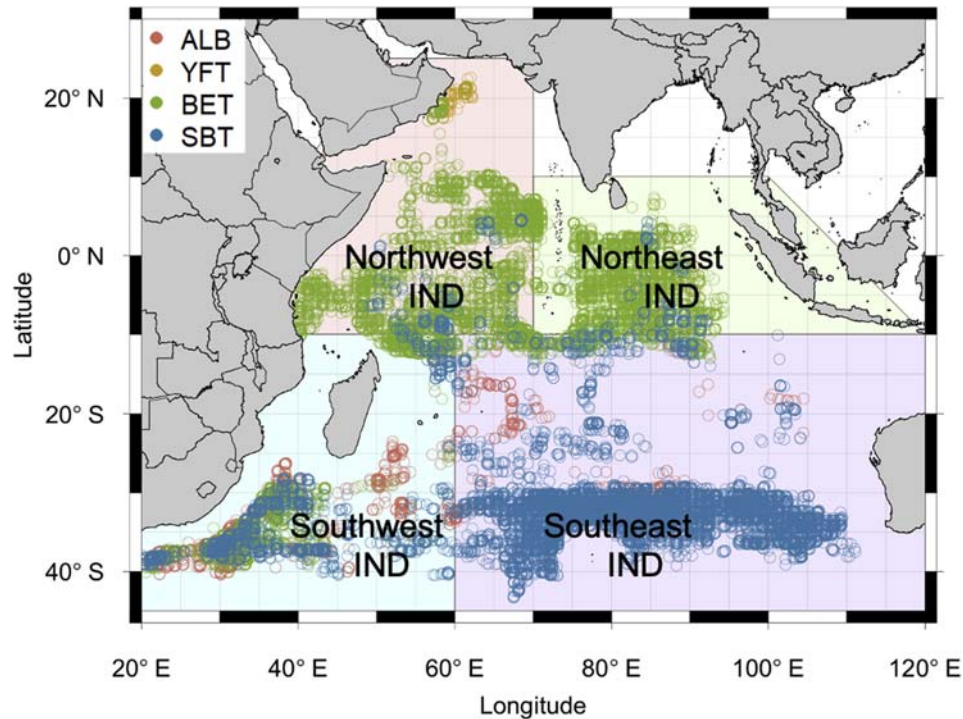 ALB
YFT
BET
SBT
20° N
0° N
20° S
40° S
Latitude
Northwest
IND
Northeast
IND
Southwest
IND
Southeast
IND
20° E
40° E
60° E
80° E
100° E
120° E
Longitude